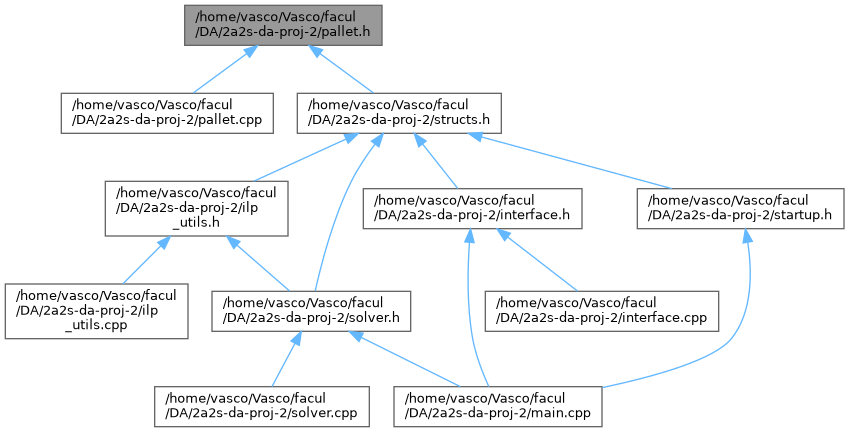 /home/vasco/Vasco/facul
/DA/2a2s-da-proj-2/pallet.h
/home/vasco/Vasco/facul
/DA/2a2s-da-proj-2/pallet.cpp
/home/vasco/Vasco/facul
/DA/2a2s-da-proj-2/structs.h
/home/vasco/Vasco/facul
/DA/2a2s-da-proj-2/ilp
_utils.h
/home/vasco/Vasco/facul
/DA/2a2s-da-proj-2/interface.h
/home/vasco/Vasco/facul
/DA/2a2s-da-proj-2/startup.h
/home/vasco/Vasco/facul
/DA/2a2s-da-proj-2/ilp
_utils.cpp
/home/vasco/Vasco/facul
/DA/2a2s-da-proj-2/solver.h
/home/vasco/Vasco/facul
/DA/2a2s-da-proj-2/interface.cpp
/home/vasco/Vasco/facul
/DA/2a2s-da-proj-2/solver.cpp
/home/vasco/Vasco/facul
/DA/2a2s-da-proj-2/main.cpp